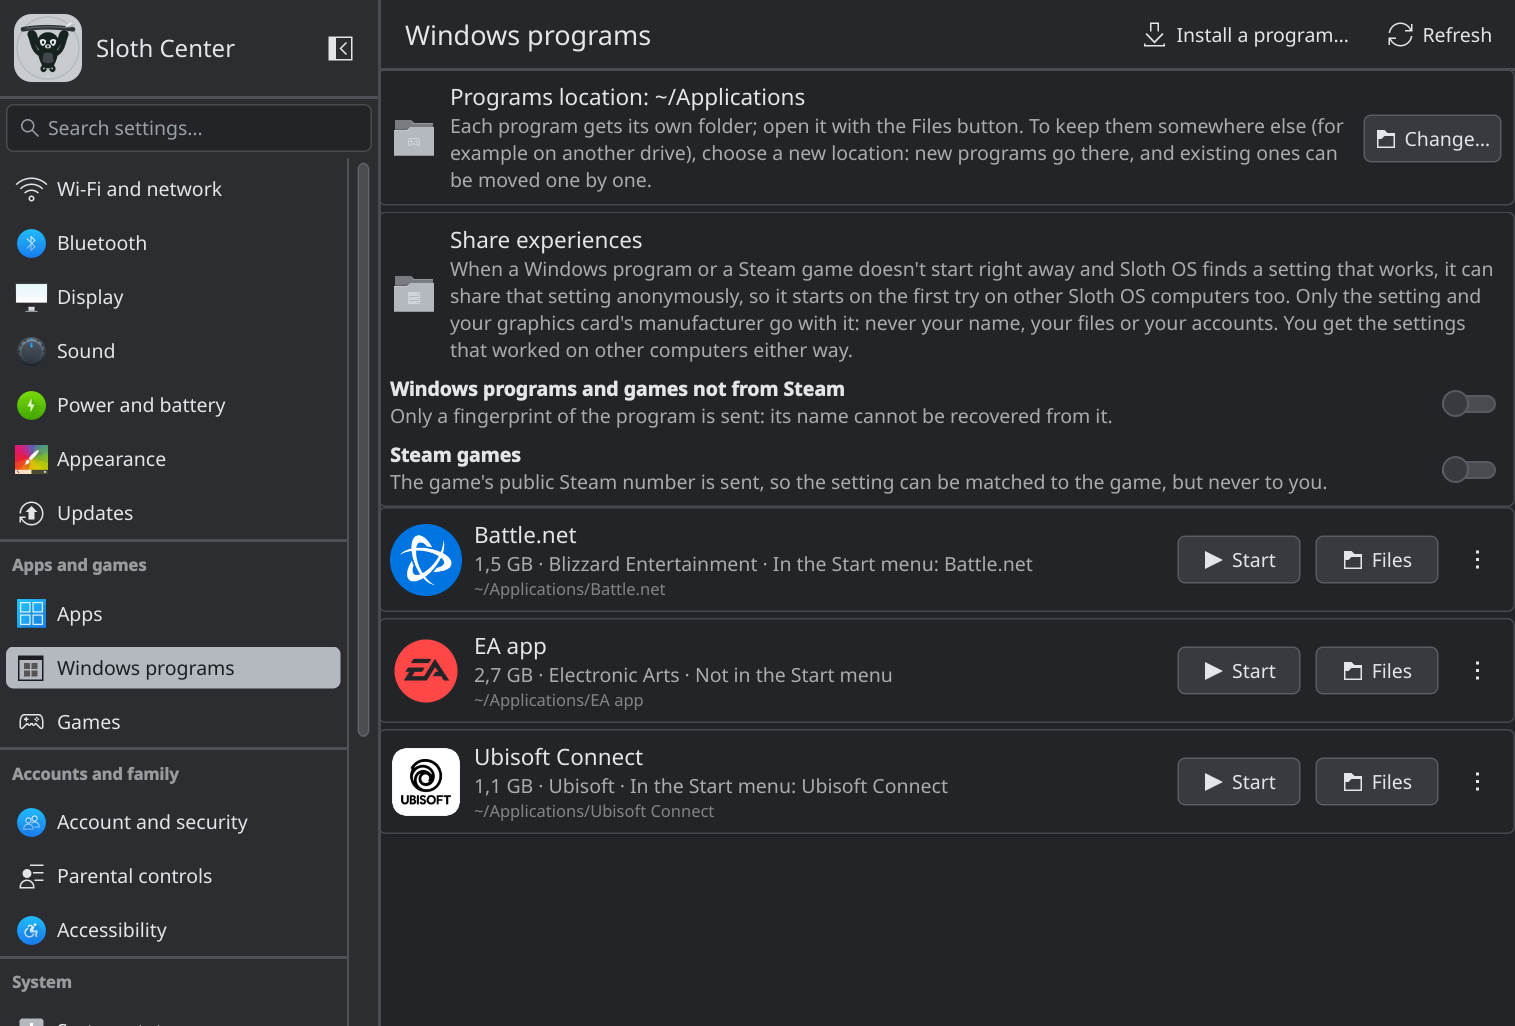 Sloth Center
Search settings...
Wi-Fi and network
Bluetooth
Display
Sound
Power and battery
Appearance
Updates
Apps and games
Apps
Windows programs
Games
Accounts and family
Account and security
Parental controls
Accessibility
System
Windows programs
Install a program...
Refresh
Programs location: ~/Applications
Each program gets its own folder; open it with the Files button. To keep them somewhere else (for
example on another drive), choose a new location: new programs go there, and existing ones can
be moved one by one.
Change...
Share experiences
When a Windows program or a Steam game doesn't start right away and Sloth OS finds a setting that works, it can
share that setting anonymously, so it starts on the first try on other Sloth OS computers too. Only the setting and
your graphics card's manufacturer go with it: never your name, your files or your accounts. You get the settings
that worked on other computers either way.
Windows programs and games not from Steam
Only a fingerprint of the program is sent: its name cannot be recovered from it.
Steam games
The game's public Steam number is sent, so the setting can be matched to the game, but never to you.
Battle.net
1,5 GB · Blizzard Entertainment · In the Start menu: Battle.net
~/Applications/Battle.net
Start
Files
EA
EA app
2,7 GB · Electronic Arts · Not in the Start menu
~/Applications/EA app
Start
Files
UBISOFT
Ubisoft Connect
1,1 GB · Ubisoft · In the Start menu: Ubisoft Connect
~/Applications/Ubisoft Connect
Start
Files